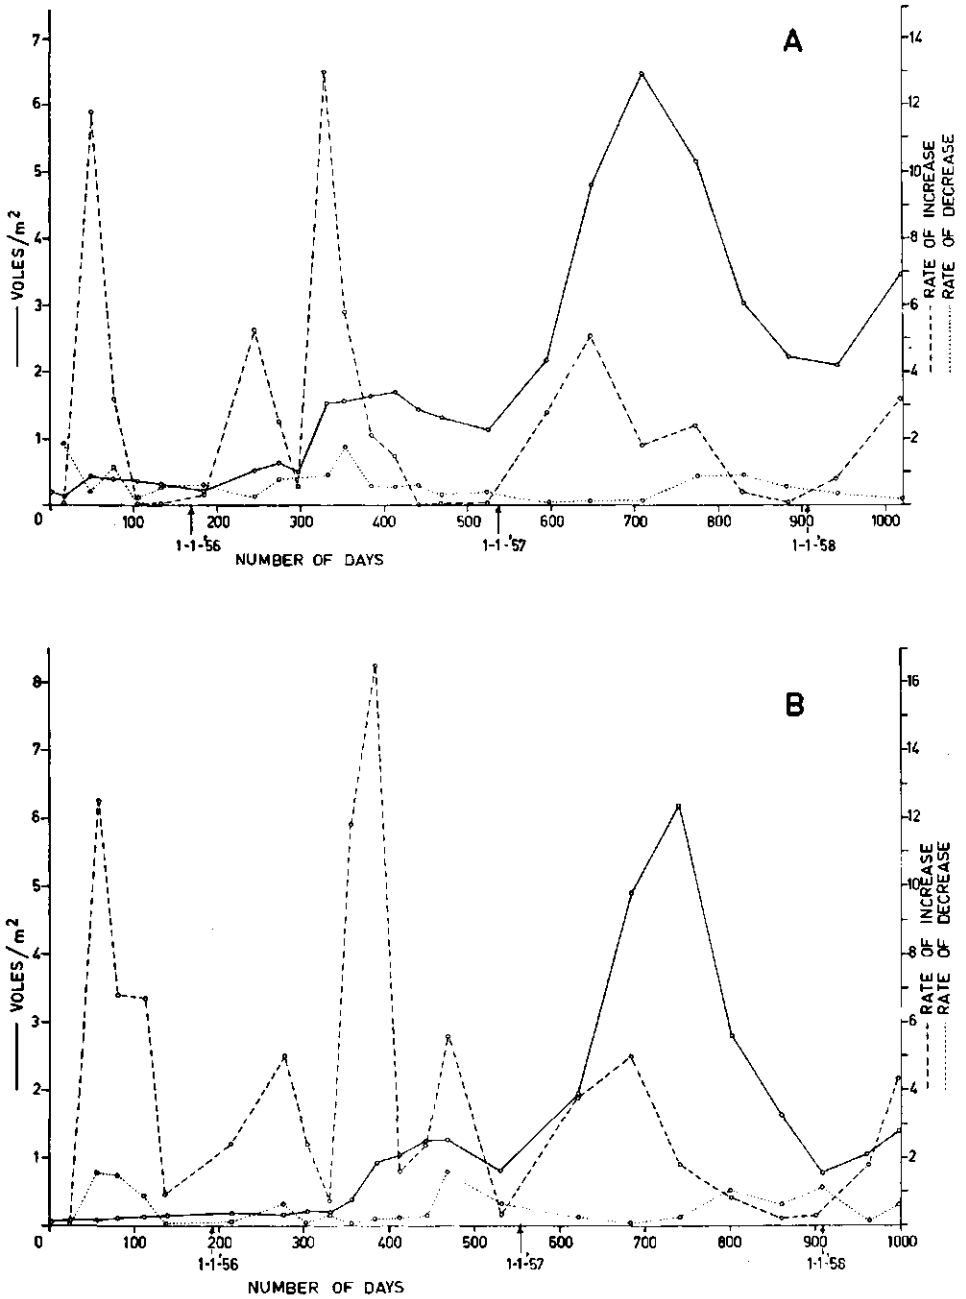 A
7
6
5
4
3
2
1
0
VOLES/m²
14
12
10
8
6
4
2
0
RATE OF INCREASE
RATE OF DECREASE
0 100 200 300 400 500 600 700 800 900 1000
1-1-'56 1-1-'57 1-1-'58
NUMBER OF DAYS
B
8
7
6
5
4
3
2
1
VOLES/m²
16
14
12
10
8
6
4
2
0
RATE OF INCREASE
RATE OF DECREASE
0 100 200 300 400 500 600 700 800 900 1000
1-1-'56 1-1-'57 1-1-'58
NUMBER OF DAYS